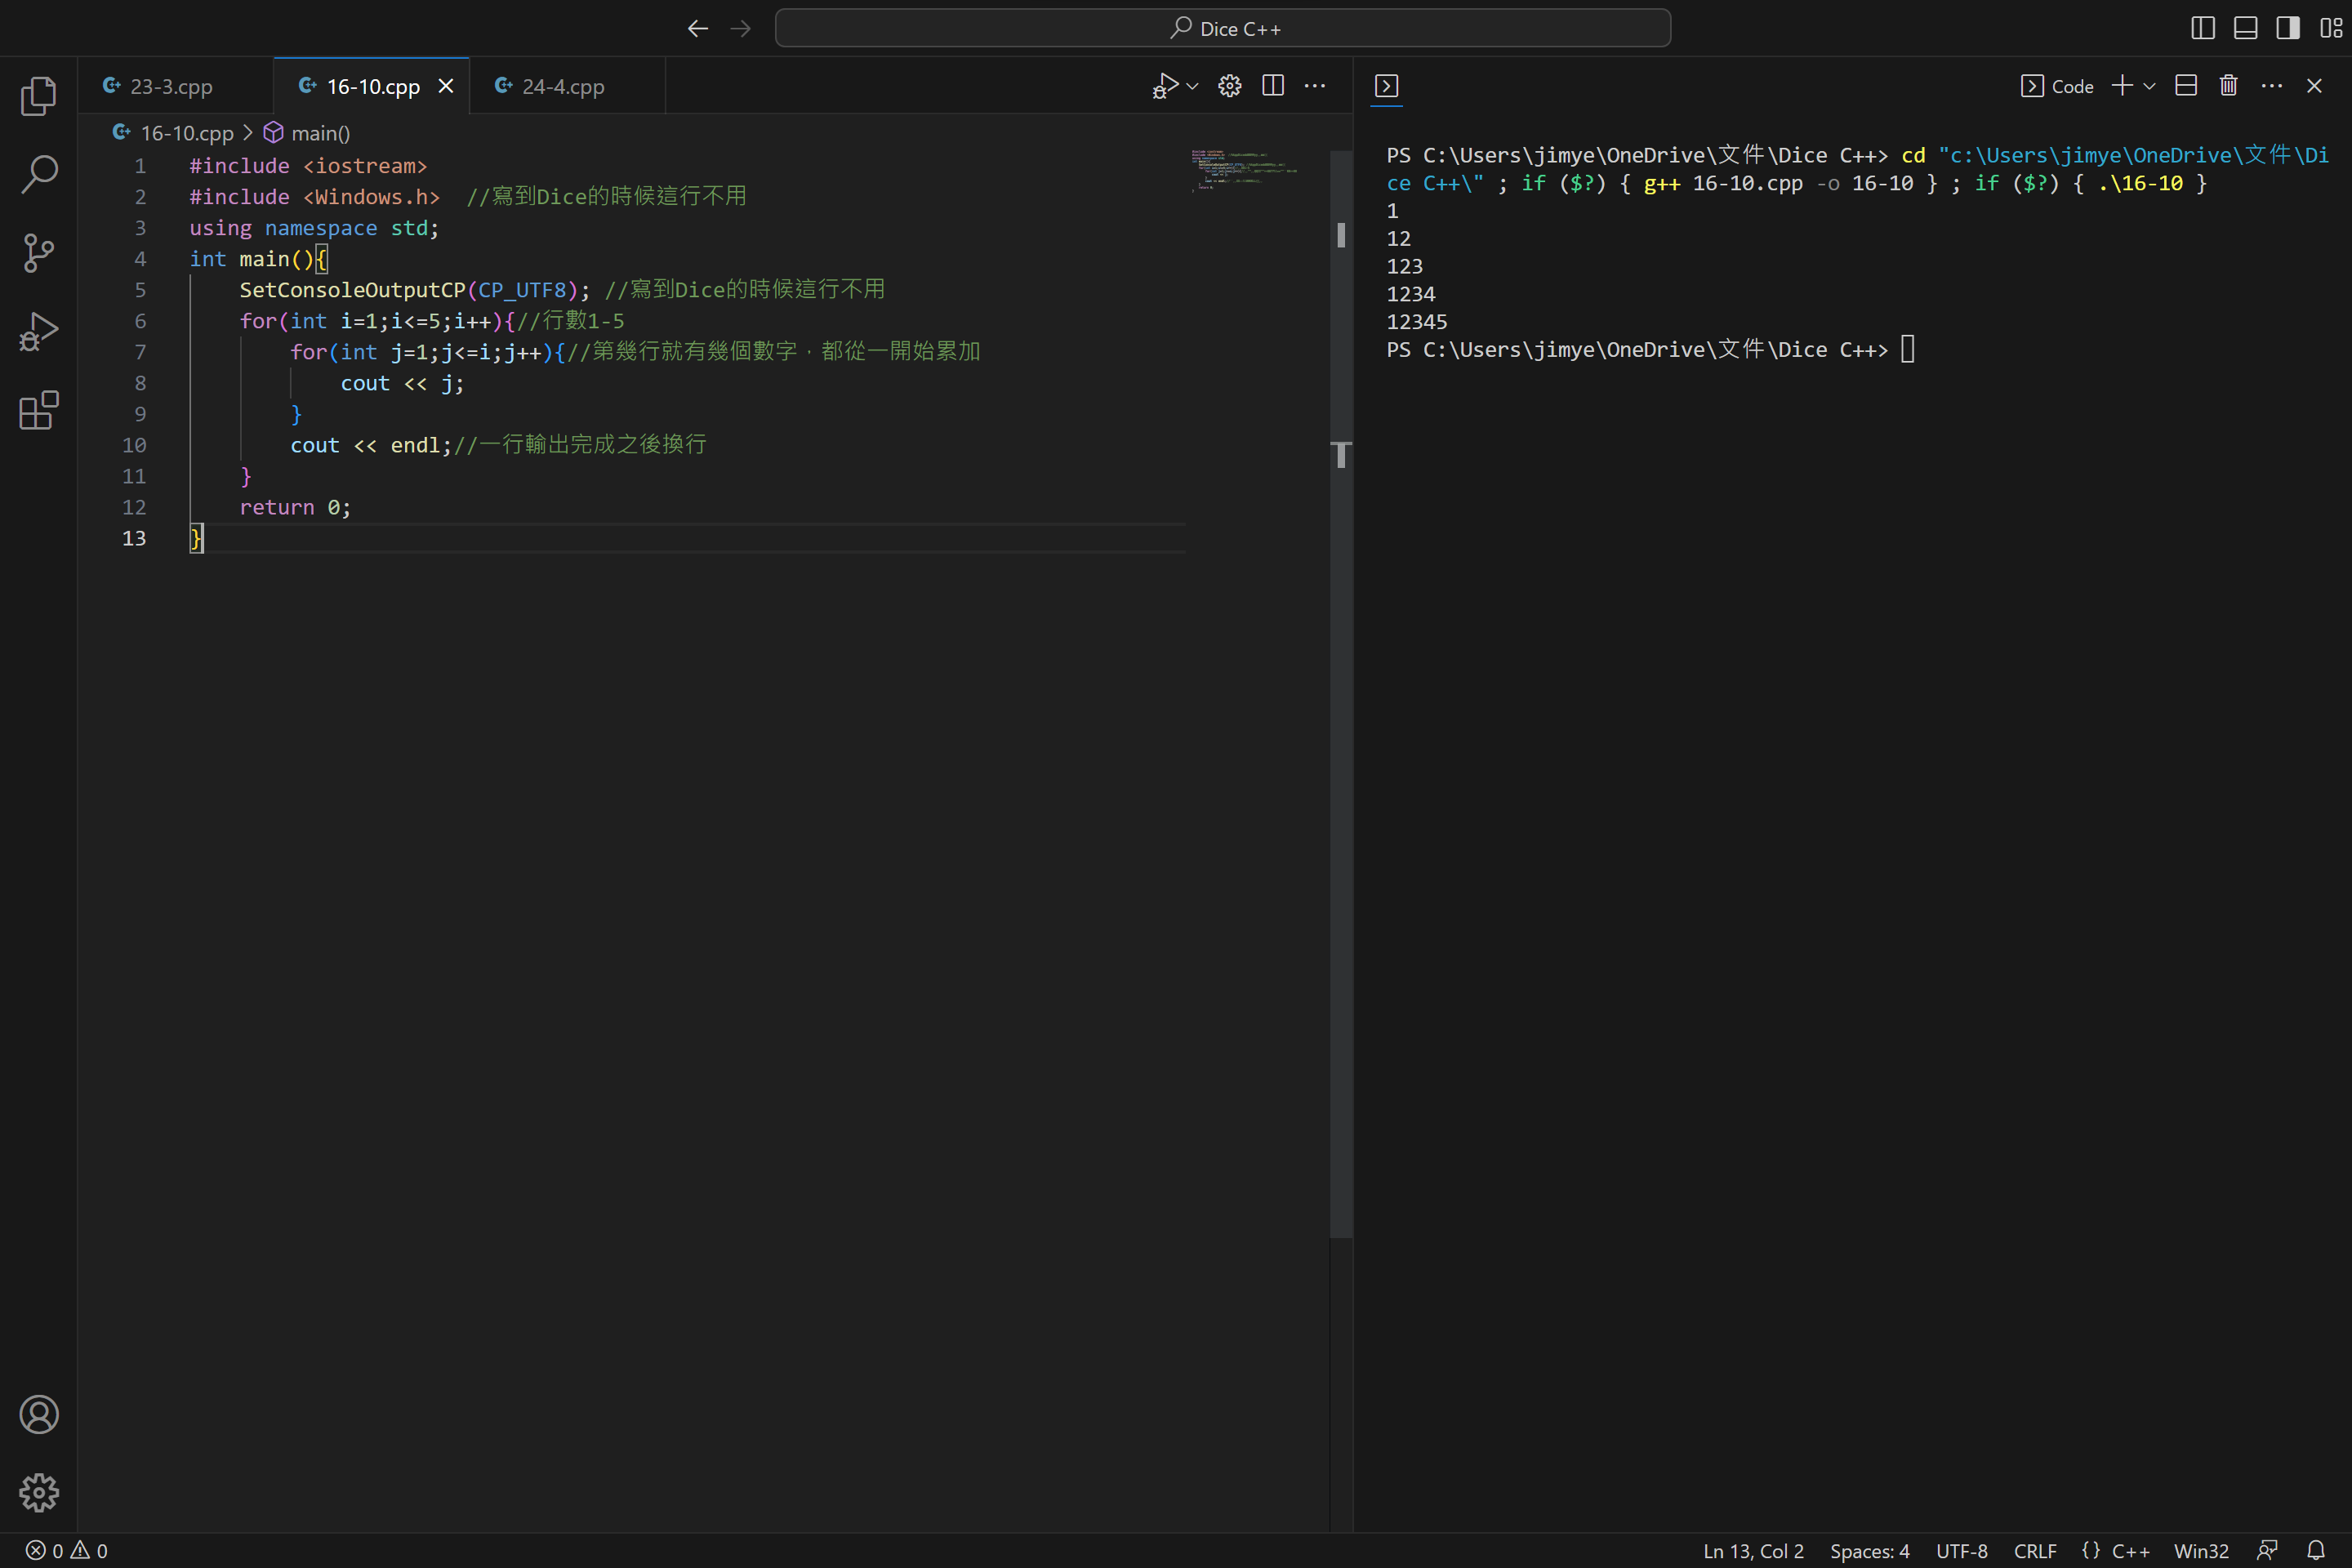 Dice C++
23-3.cpp
16-10.cpp
24-4.cpp
Code
16-10.cpp > main()
1 #include <iostream>
2 #include <Windows.h>  //寫到Dice的時候這行不用
3 using namespace std;
4 int main(){
5     SetConsoleOutputCP(CP_UTF8); //寫到Dice的時候這行不用
6     for(int i=1;i<=5;i++){//行數1-5
7         for(int j=1;j<=i;j++){//第幾行就有幾個數字，都從一開始累加
8             cout << j;
9         }
10         cout << endl;//一行輸出完成之後換行
11     }
12     return 0;
13 }
PS C:\Users\jimye\OneDrive\文件\Dice C++> cd "c:\Users\jimye\OneDrive\文件\Di
ce C++\" ; if ($?) { g++ 16-10.cpp -o 16-10 } ; if ($?) { .\16-10 }
1
12
123
1234
12345
PS C:\Users\jimye\OneDrive\文件\Dice C++>
0 0
Ln 13, Col 2 Spaces: 4 UTF-8 CRLF {} C++ Win32